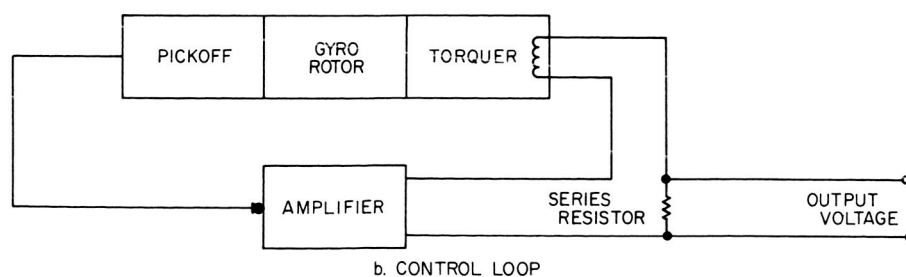 PICKOFF
GYRO
ROTOR
TORQUER
AMPLIFIER
SERIES
RESISTOR
OUTPUT
VOLTAGE
b. CONTROL LOOP